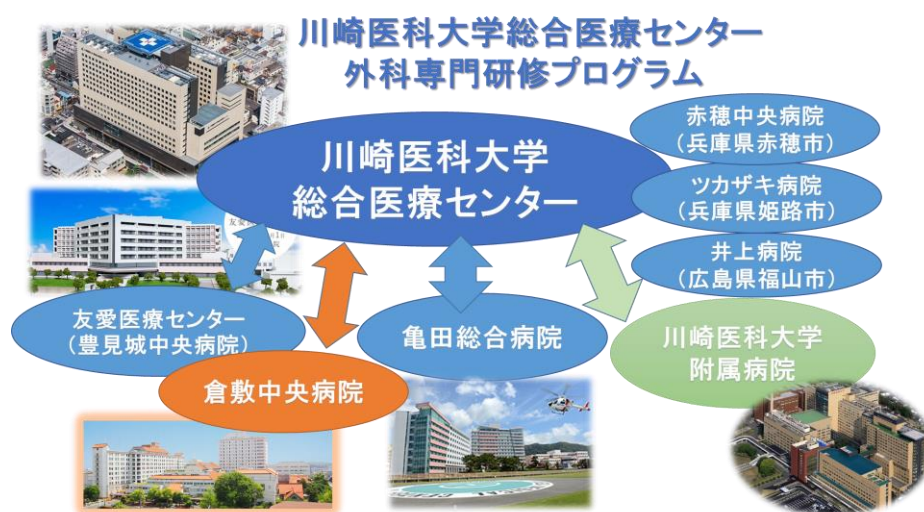 川崎医科大学総合医療センター
外科専門研修プログラム
川崎医科大学
総合医療センター
赤穂中央病院
(兵庫県赤穂市)
ツカザキ病院
(兵庫県姫路市)
井上病院
(広島県福山市)
友愛医療センター
(豊見城中央病院)
倉敷中央病院
亀田総合病院
川崎医科大学
附属病院